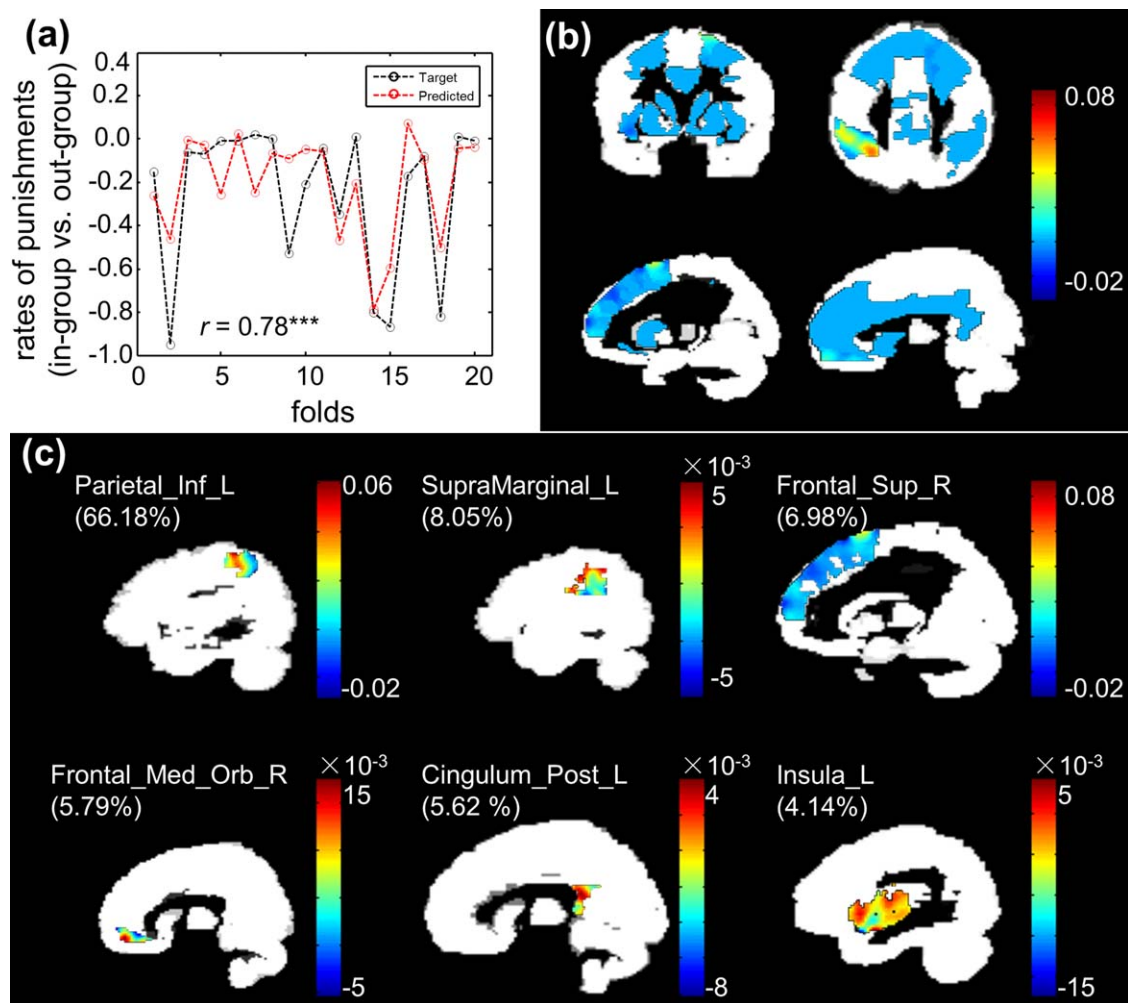 (a)
0.4
0.2
0.0
-0.2
-0.4
-0.6
-0.8
-1.0
0
5
10
15
20
rates of punishments
(in-group vs. out-group)
folds
Target
Predicted
r = 0.78***
(b)
0.08
-0.02
(c)
Parietal_Inf_L
(66.18%)
0.06
-0.02
SupraMarginal_L
(8.05%)
× 10⁻³
5
-5
Frontal_Sup_R
(6.98%)
0.08
-0.02
Frontal_Med_Orb_R
(5.79%)
× 10⁻³
15
-5
Cingulum_Post_L
(5.62 %)
× 10⁻³
4
-8
Insula_L
(4.14%)
× 10⁻³
5
-15